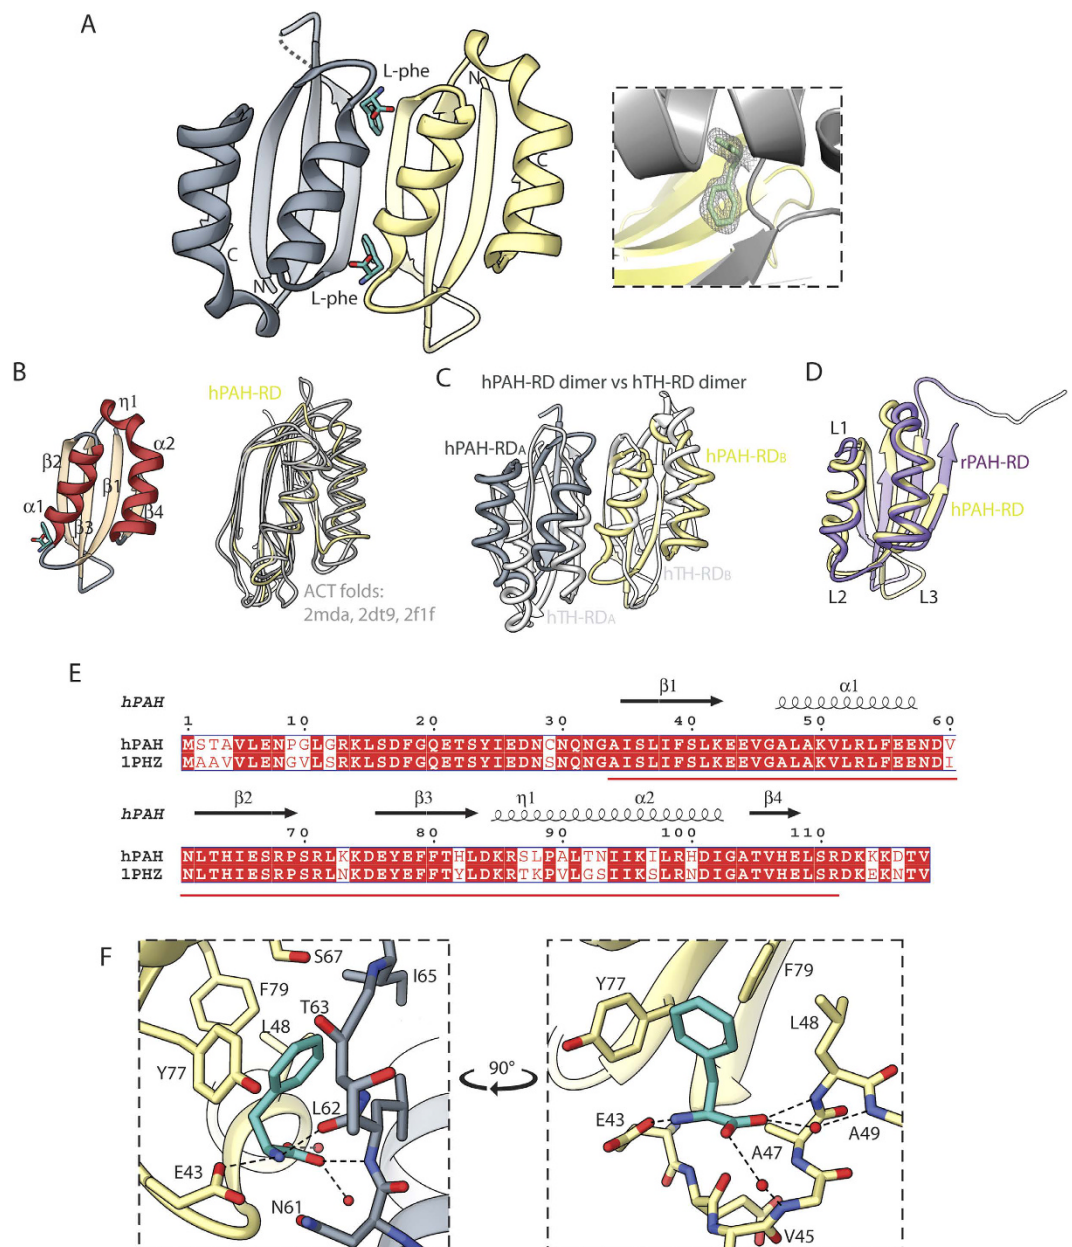 A
L-phe
N
C
C
N
L-phe
B
η1
α2
β2
β1
α1
β3
β4
hPAH-RD
ACT folds:
2mda, 2dt9, 2f1f
C
hPAH-RD dimer vs hTH-RD dimer
hPAH-RDA
hPAH-RDB
hTH-RDB
hTH-RDA
D
L1
rPAH-RD
hPAH-RD
L2
L3
E
hPAH
β1
α1
1 10 20 30 40 50 60
hPAH MSTAVLENPGLGRKLSDFGQETSYIEDNCNQNGAISLIFSLKEEVGALAKVLRLFEENDV
1PHZ MAAVVLENGVLSRKLSDFGQETSYIEDNSNQNGAISLIFSLKEEVGALAKVLRLFEENDI
hPAH
β2
β3
η1
α2
β4
70 80 90 100 110
hPAH NLTHIESRPSRLKKDEYEFFTHLDKRSLPALTNIIKILRHDIGATVHELSRDKKKDTV
1PHZ NLTHIESRPSRLNKDEYEFFTYLDKRTKPVLGSIIKSLRNDIGATVHELSRDKEKNTV
F
S67
I65
F79
T63
L48
Y77
L62
E43
N61
90°
F79
Y77
L48
E43
A47
A49
V45